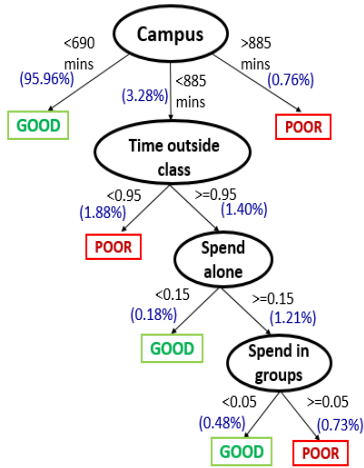 Campus
<690
mins
(95.96%)
<885
mins
(3.28%)
>885
mins
(0.76%)
GOOD
POOR
Time outside
class
<0.95
(1.88%)
>=0.95
(1.40%)
POOR
Spend
alone
<0.15
(0.18%)
>=0.15
(1.21%)
GOOD
Spend in
groups
<0.05
(0.48%)
>=0.05
(0.73%)
GOOD
POOR